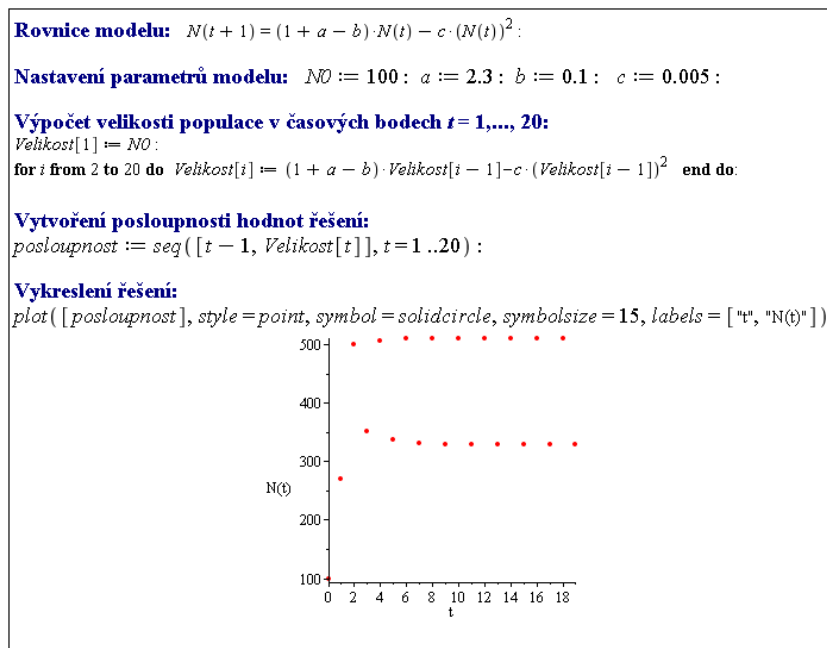 Rovnice modelu: N(t + 1) = (1 + a − b)·N(t) − c·(N(t))² :
Nastavení parametrů modelu: N0 := 100 : a := 2.3 : b := 0.1 : c := 0.005 :
Výpočet velikosti populace v časových bodech t = 1,..., 20:
Velikost[1] := N0 :
for i from 2 to 20 do Velikost[i] := (1 + a − b)·Velikost[i − 1]−c·(Velikost[i − 1])² end do:
Vytvoření posloupnosti hodnot řešení:
posloupnost := seq([t − 1, Velikost[t]], t = 1 ..20) :
Vykreslení řešení:
plot([posloupnost], style = point, symbol = solidcircle, symbolsize = 15, labels = ["t", "N(t)"])
500
400
300
N(t)
200
100
0 2 4 6 8 10 12 14 16 18
t